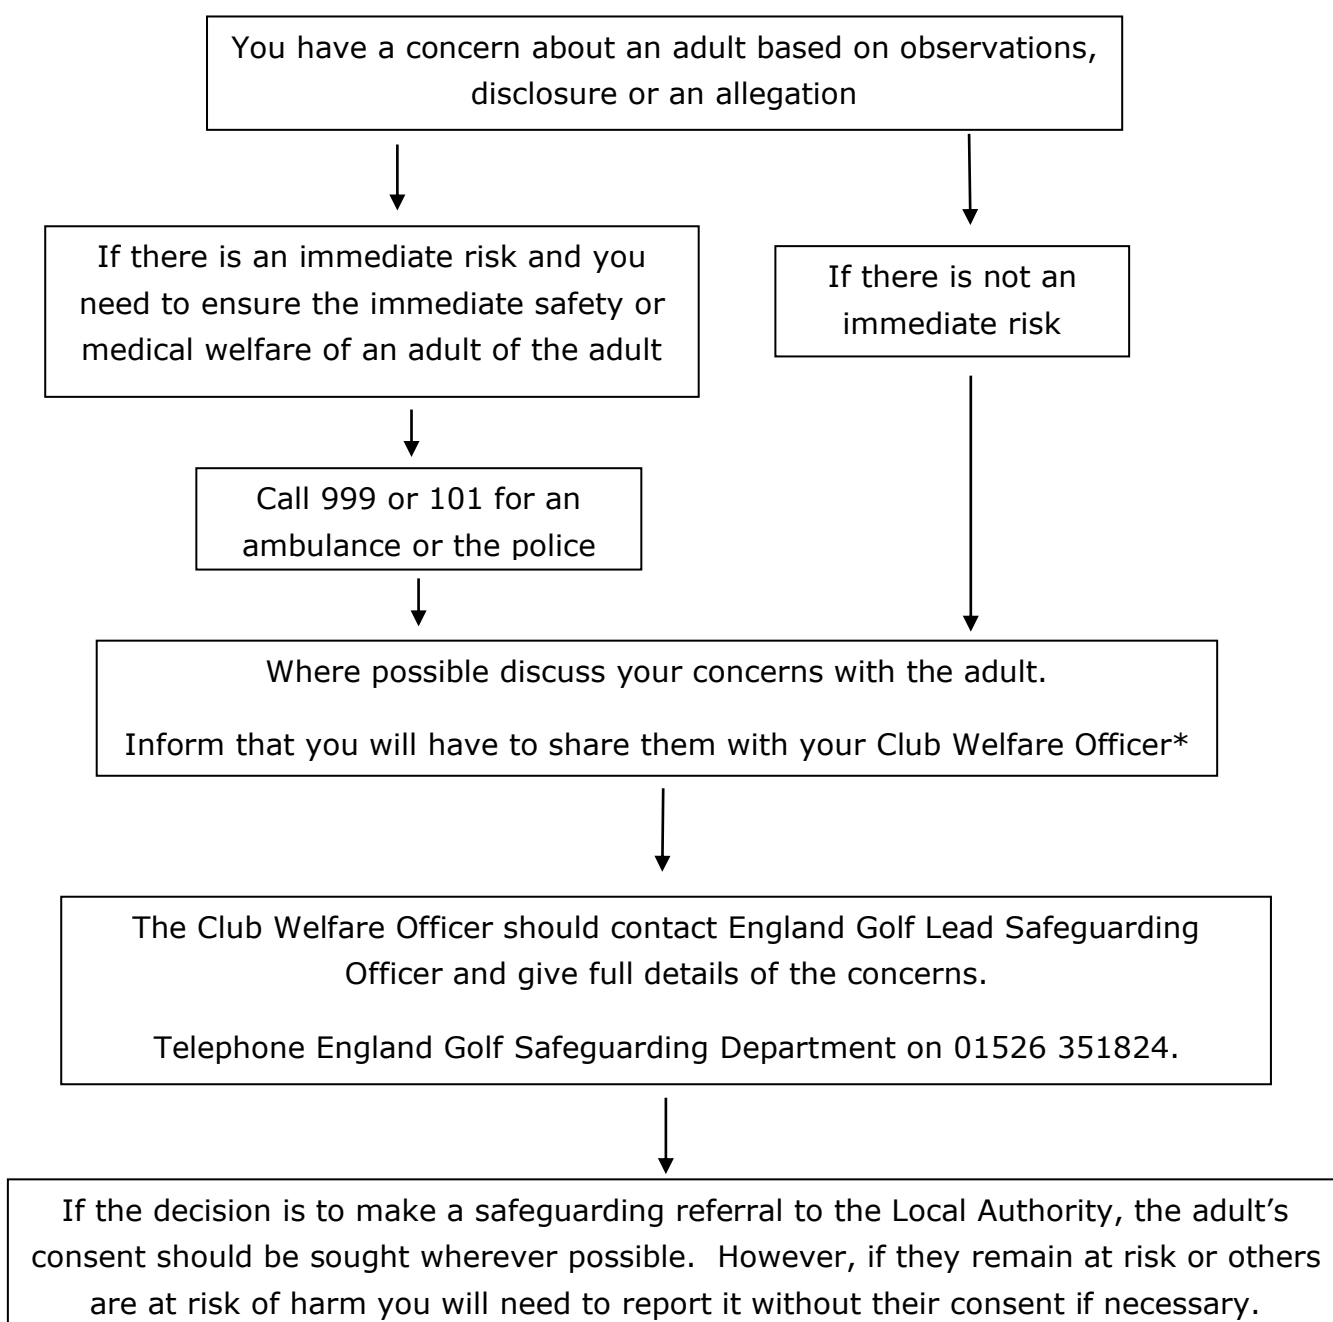 You have a concern about an adult based on observations,
disclosure or an allegation
If there is an immediate risk and you
need to ensure the immediate safety or
medical welfare of an adult of the adult
If there is not an
immediate risk
Call 999 or 101 for an
ambulance or the police
Where possible discuss your concerns with the adult.
Inform that you will have to share them with your Club Welfare Officer*
The Club Welfare Officer should contact England Golf Lead Safeguarding
Officer and give full details of the concerns.
Telephone England Golf Safeguarding Department on 01526 351824.
If the decision is to make a safeguarding referral to the Local Authority, the adult’s
consent should be sought wherever possible.  However, if they remain at risk or others
are at risk of harm you will need to report it without their consent if necessary.